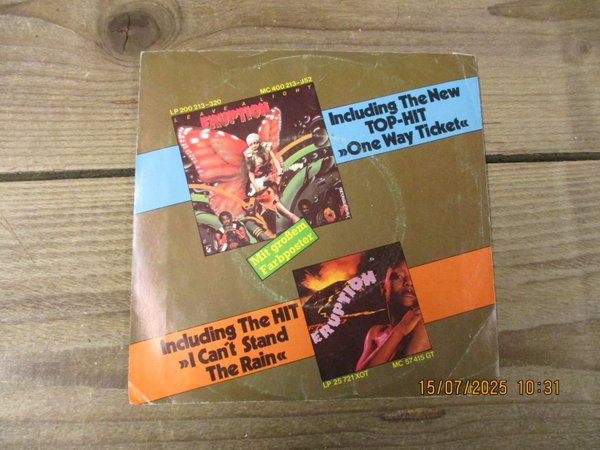 LP 200 213-320
MC 400 213-352
LEAVE A LIGHT
ERUPTION
Including The New
TOP-HIT
»One Way Ticket«
Mit großem
Farbposter
Including The HIT
»I Can't Stand
The Rain«
ERUPTION
LP 25 721 XOT
MC 57 415 GT
15/07/2025 10:31